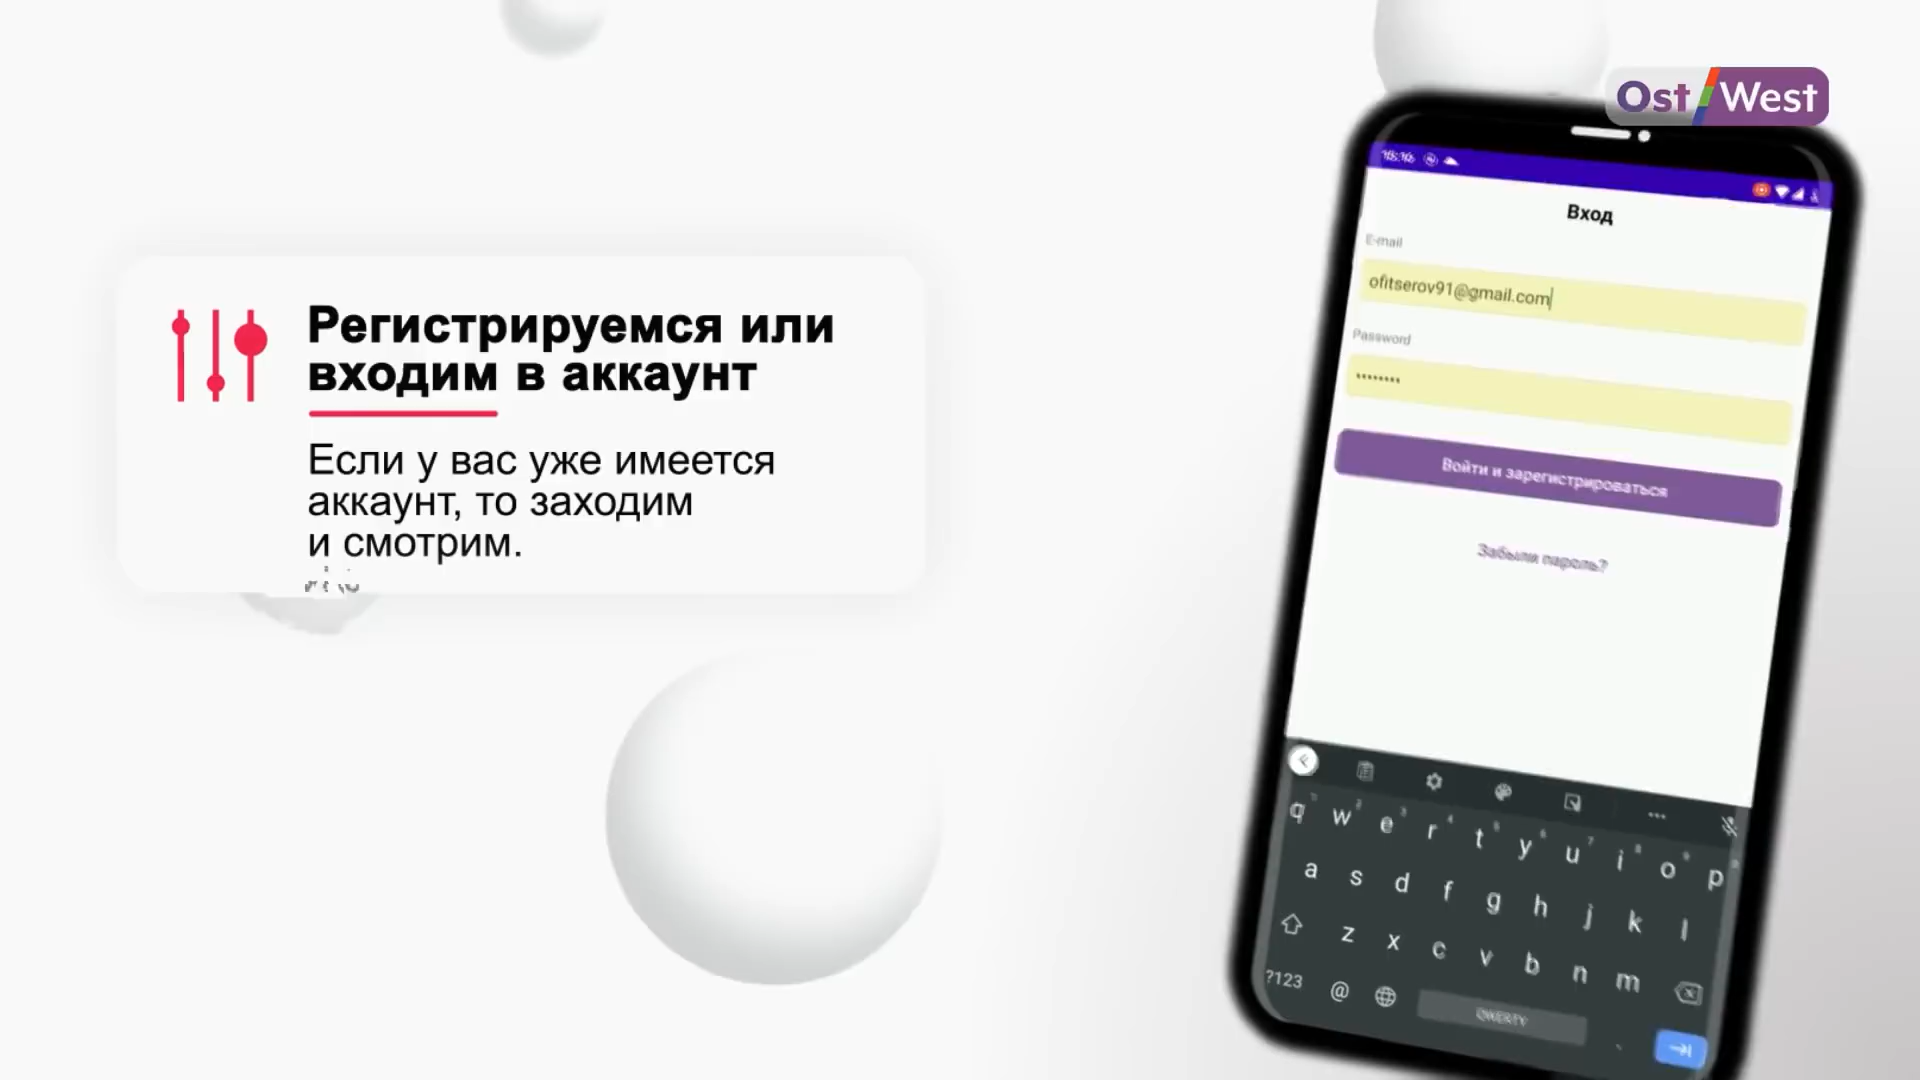 Ost West
Регистрируемся или
входим в аккаунт
Если у вас уже имеется
аккаунт, то заходим
и смотрим.
Вход
E-mail
ofitserov91@gmail.com
Password
••••••••
Войти и зарегистрироваться
Забыли пароль?
q w e r t y u i o p
a s d f g h j k l
z x c v b n m
?123 @ QWERTY